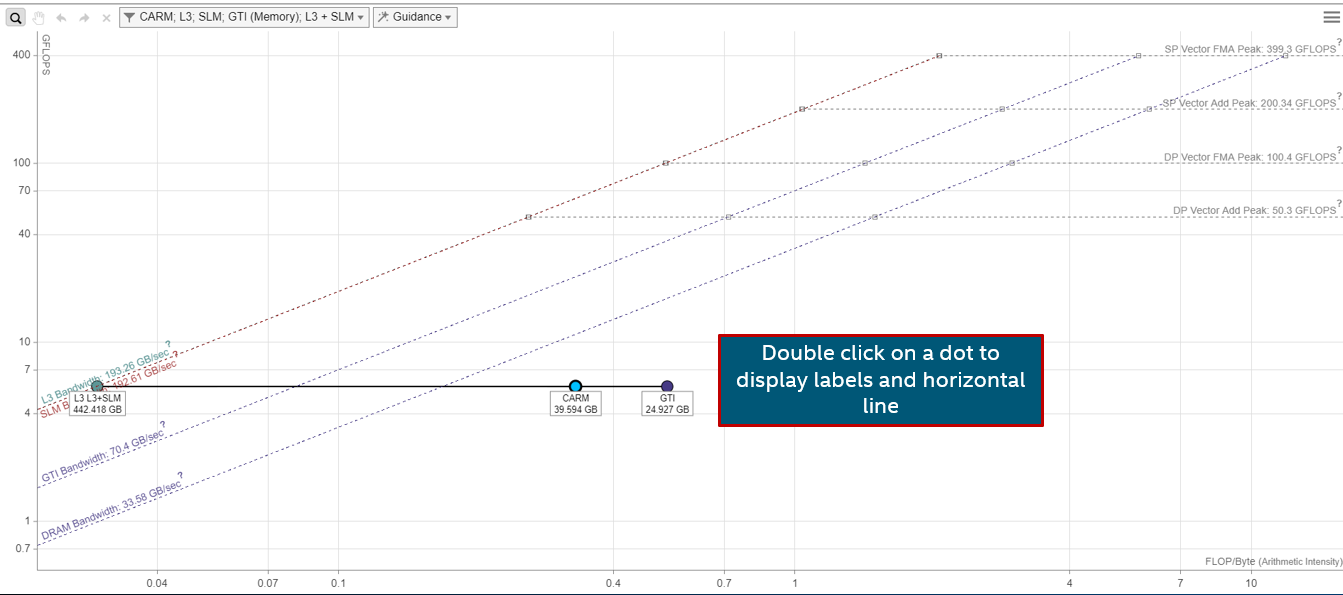 CARM; L3; SLM; GTI (Memory); L3 + SLM
Guidance
GFLOPS
400
100
70
40
10
7
4
1
0.7
SP Vector FMA Peak: 399.3 GFLOPS ?
SP Vector Add Peak: 200.34 GFLOPS ?
DP Vector FMA Peak: 100.4 GFLOPS ?
DP Vector Add Peak: 50.3 GFLOPS ?
L3 Bandwidth: 193.26 GB/sec ?
SLM B 192.61 GB/sec ?
GTI Bandwidth: 70.4 GB/sec ?
DRAM Bandwidth: 33.58 GB/sec ?
L3 L3+SLM
442.418 GB
CARM
39.594 GB
GTI
24.927 GB
Double click on a dot to
display labels and horizontal
line
FLOP/Byte (Arithmetic Intensity)
0.04
0.07
0.1
0.4
0.7
1
4
7
10